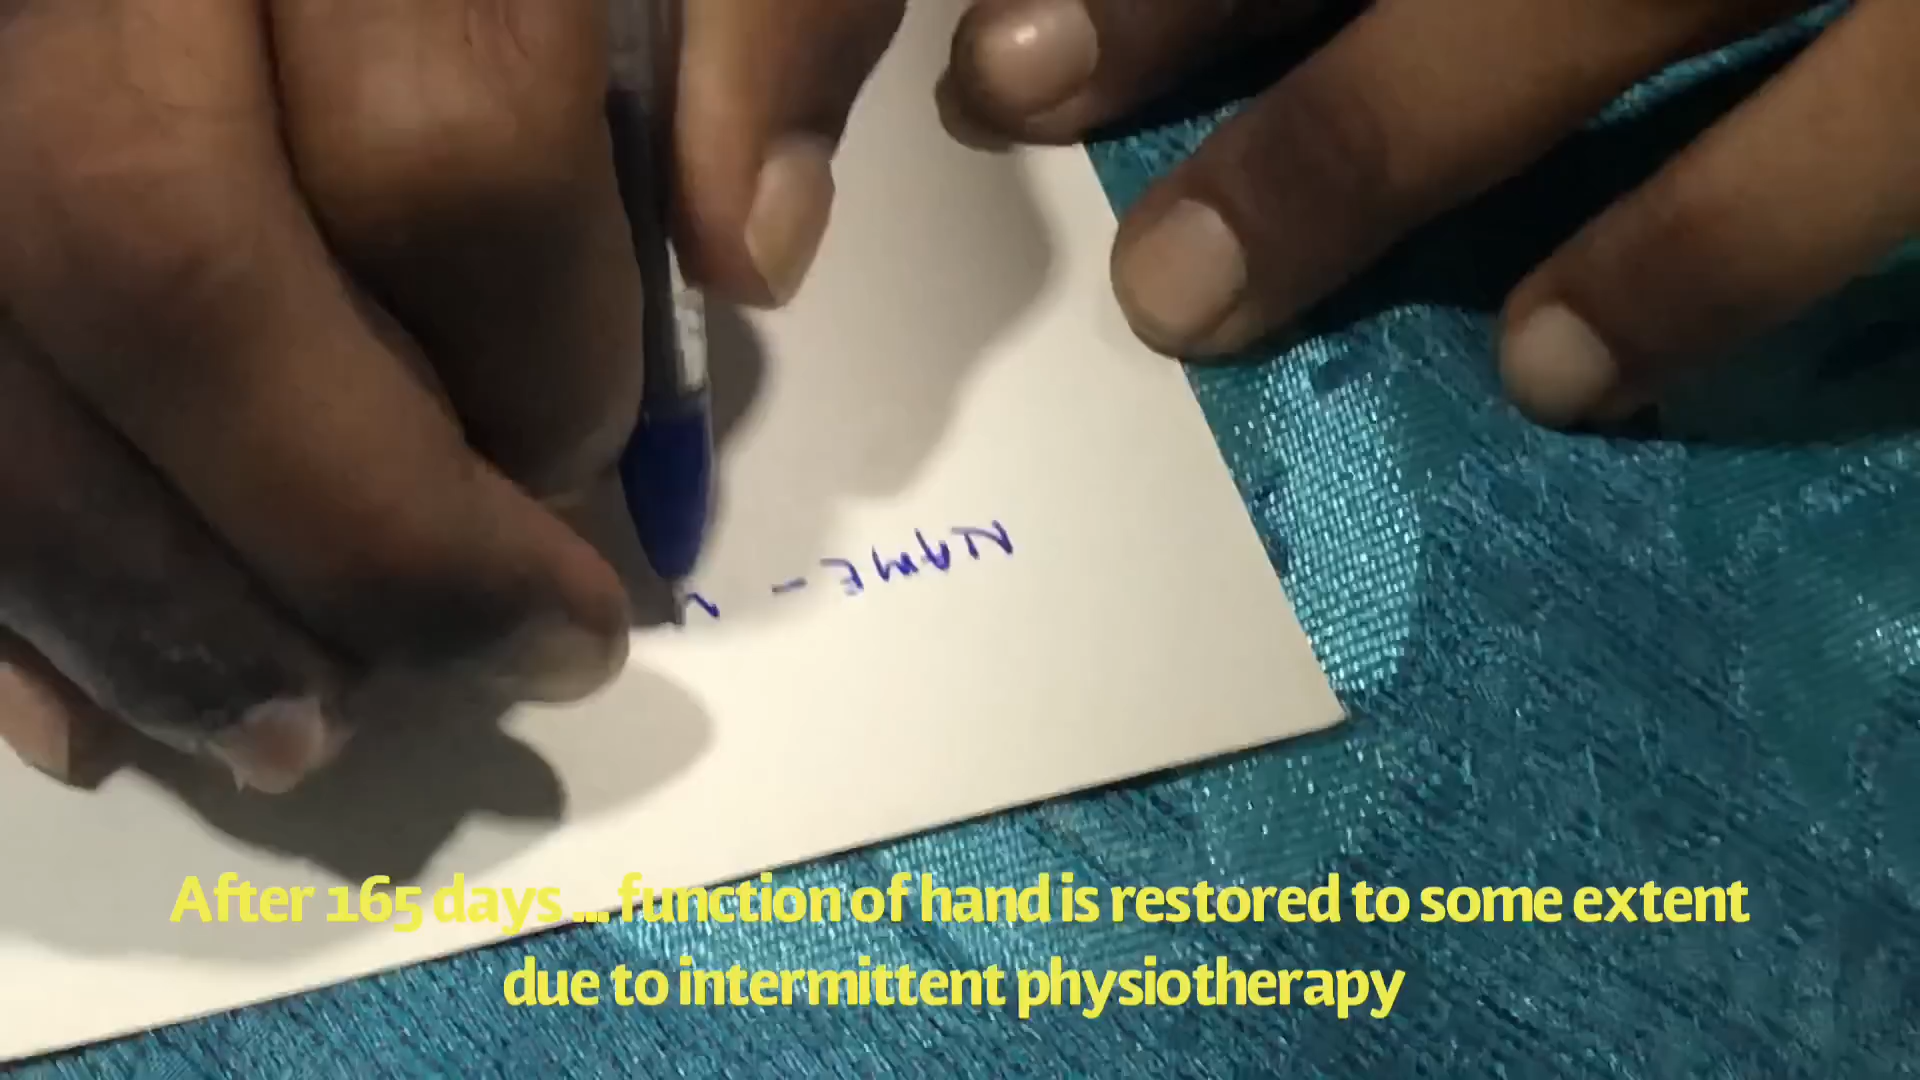 NAME - N
After 165 days ... function of hand is restored to some extent
due to intermittent physiotherapy